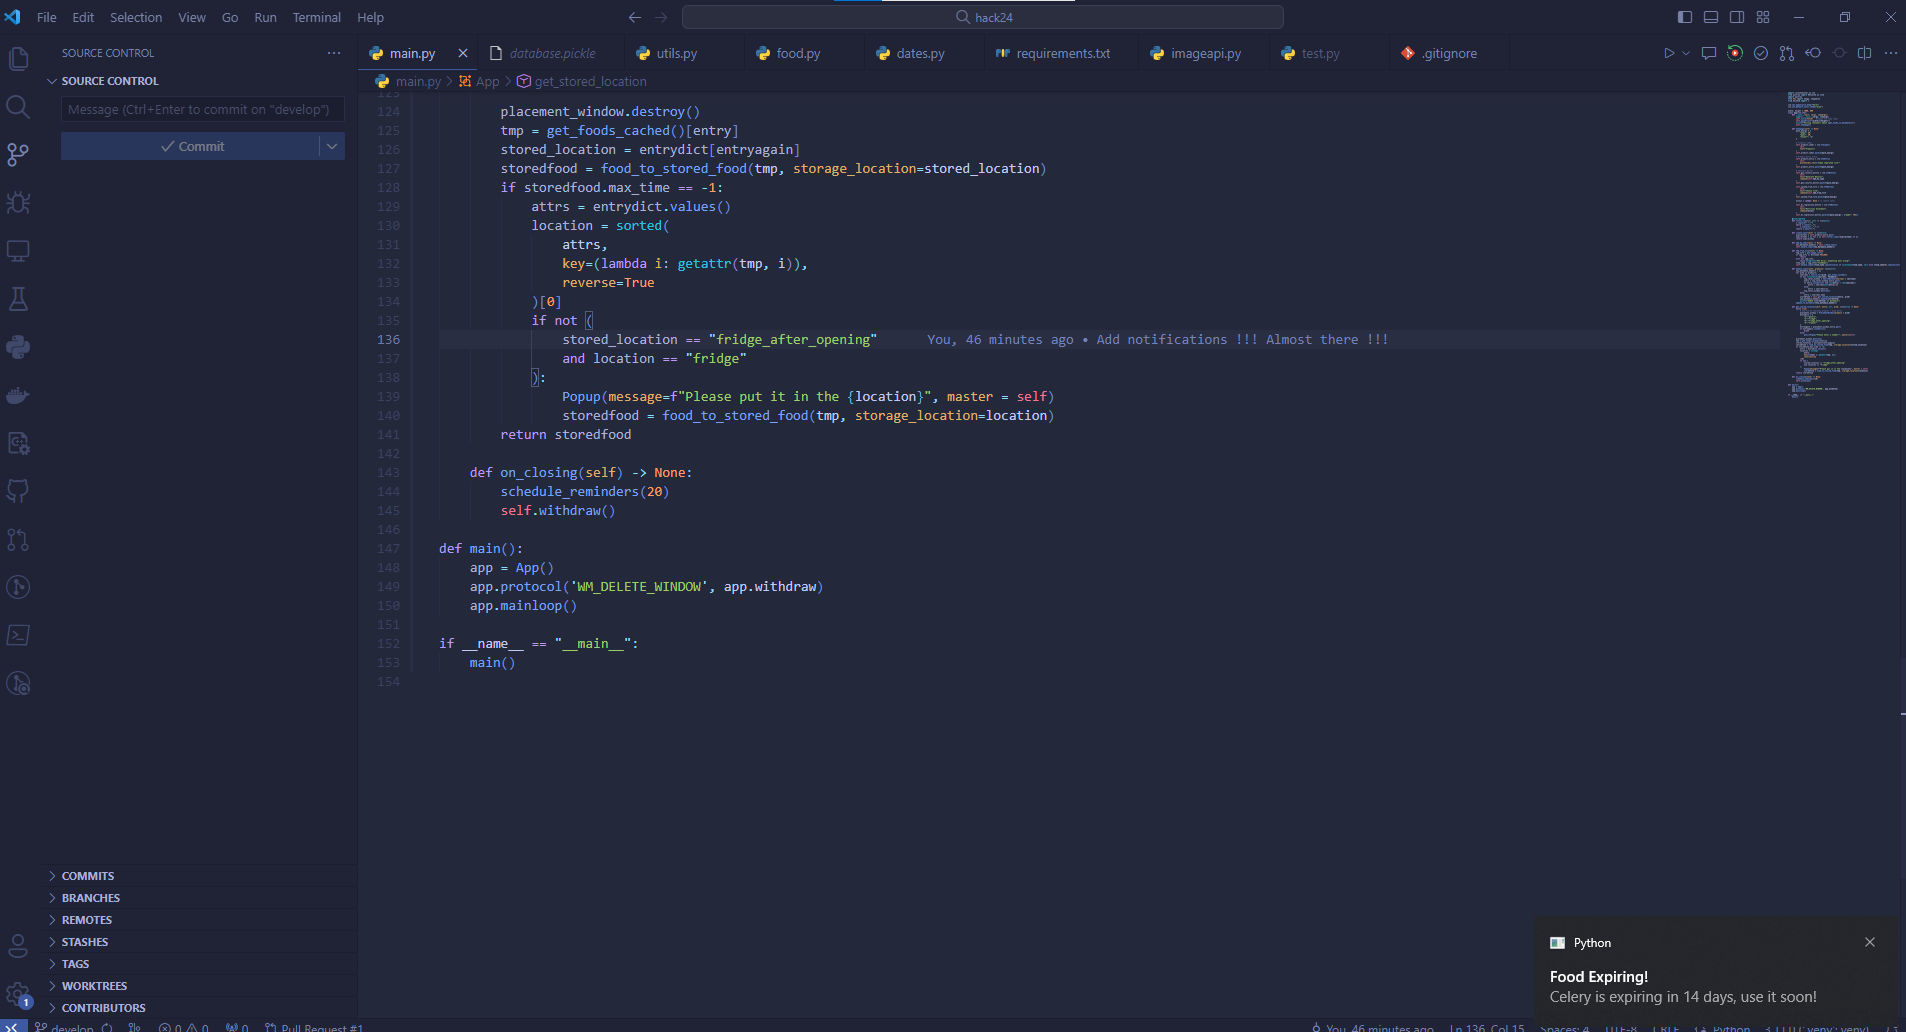 File Edit Selection View Go Run Terminal Help
hack24
SOURCE CONTROL
SOURCE CONTROL
Message (Ctrl+Enter to commit on "develop")
Commit
COMMITS
BRANCHES
REMOTES
STASHES
TAGS
WORKTREES
CONTRIBUTORS
1
main.py database.pickle utils.py food.py dates.py requirements.txt imageapi.py test.py .gitignore
main.py > App > get_stored_location
123
124 placement_window.destroy()
125 tmp = get_foods_cached()[entry]
126 stored_location = entrydict[entryagain]
127 storedfood = food_to_stored_food(tmp, storage_location=stored_location)
128 if storedfood.max_time == -1:
129 attrs = entrydict.values()
130 location = sorted(
131 attrs,
132 key=(lambda i: getattr(tmp, i)),
133 reverse=True
134 )[0]
135 if not (
136 stored_location == "fridge_after_opening" You, 46 minutes ago • Add notifications !!! Almost there !!!
137 and location == "fridge"
138 ):
139 Popup(message=f"Please put it in the {location}", master = self)
140 storedfood = food_to_stored_food(tmp, storage_location=location)
141 return storedfood
142
143 def on_closing(self) -> None:
144 schedule_reminders(20)
145 self.withdraw()
146
147 def main():
148 app = App()
149 app.protocol('WM_DELETE_WINDOW', app.withdraw)
150 app.mainloop()
151
152 if __name__ == "__main__":
153 main()
154
Python
Food Expiring!
Celery is expiring in 14 days, use it soon!
develop 0 0 0 Pull Request #1 You, 46 minutes ago Ln 136, Col 15 Spaces: 4 UTF-8 CRLF Python